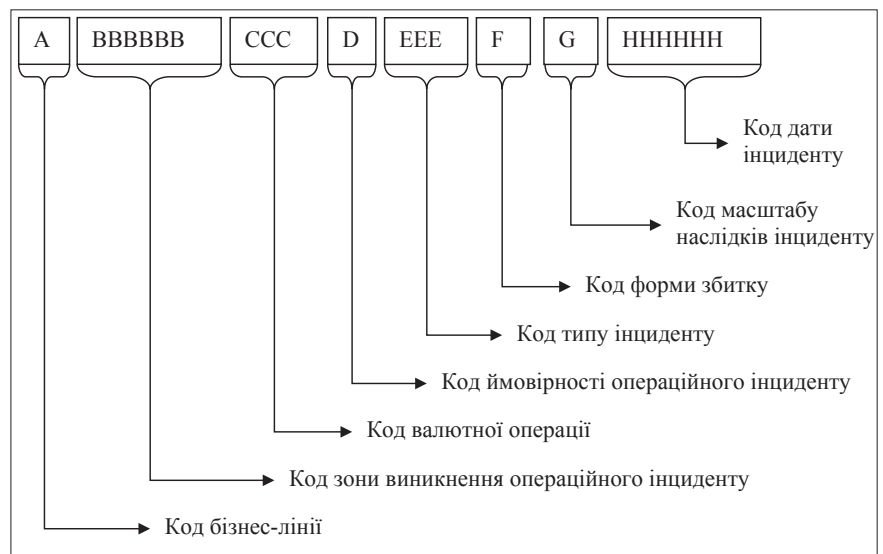 A BBBBBB CCC D EEE F G HHHHHH
Код дати
інциденту
Код масштабу
наслідків інциденту
Код форми збитку
Код типу інциденту
Код ймовірності операційного інциденту
Код валютної операції
Код зони виникнення операційного інциденту
Код бізнес-лінії